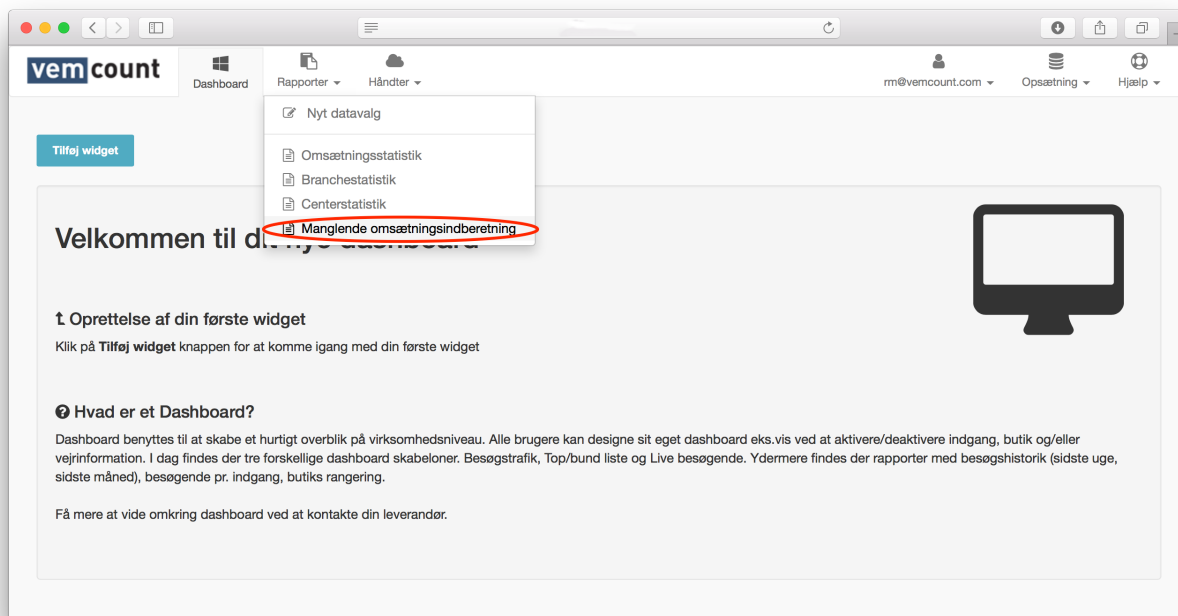 vemcount
Dashboard
Rapporter
Håndter
rm@vemcount.com
Opsætning
Hjælp
Nyt datavalg
Omsætningsstatistik
Branchestatistik
Centerstatistik
Manglende omsætningsindberetning
Tilføj widget
Velkommen til dit nye dashboard
Oprettelse af din første widget
Klik på Tilføj widget knappen for at komme igang med din første widget
Hvad er et Dashboard?
Dashboard benyttes til at skabe et hurtigt overblik på virksomhedsniveau. Alle brugere kan designe sit eget dashboard eks.vis ved at aktivere/deaktivere indgang, butik og/eller
vejrinformation. I dag findes der tre forskellige dashboard skabeloner. Besøgstrafik, Top/bund liste og Live besøgende. Ydermere findes der rapporter med besøgshistorik (sidste uge,
sidste måned), besøgende pr. indgang, butiks rangering.
Få mere at vide omkring dashboard ved at kontakte din leverandør.